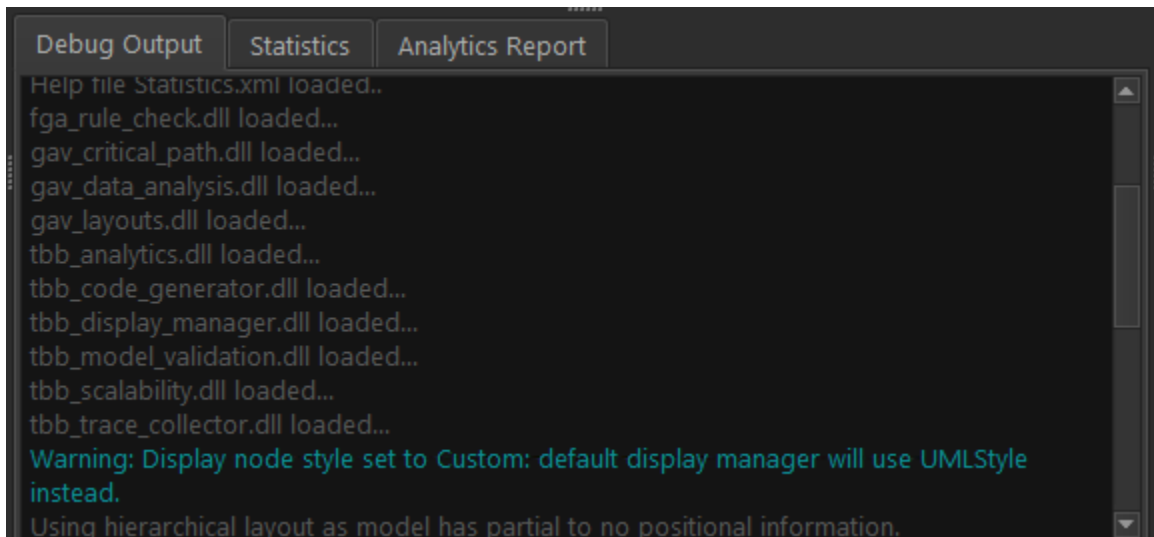 Debug Output Statistics Analytics Report
Help file Statistics.xml loaded..
fga_rule_check.dll loaded...
gav_critical_path.dll loaded...
gav_data_analysis.dll loaded...
gav_layouts.dll loaded...
tbb_analytics.dll loaded...
tbb_code_generator.dll loaded...
tbb_display_manager.dll loaded...
tbb_model_validation.dll loaded...
tbb_scalability.dll loaded...
tbb_trace_collector.dll loaded...
Warning: Display node style set to Custom: default display manager will use UMLStyle
instead.
Using hierarchical layout as model has partial to no positional information.